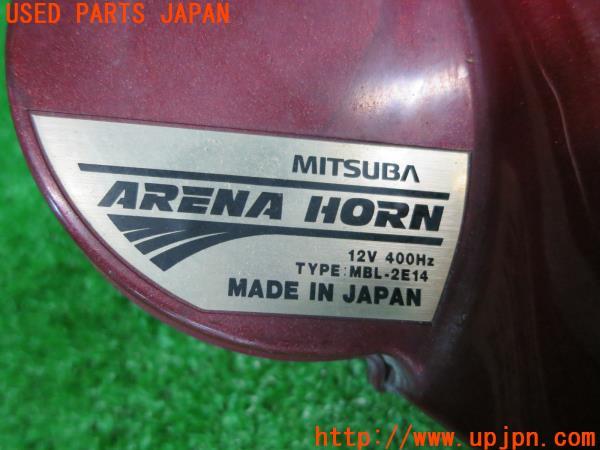 USED PARTS JAPAN
MITSUBA
ARENA HORN
12V 400Hz
TYPE:MBL-2E14
MADE IN JAPAN
http://www.upjpn.com/